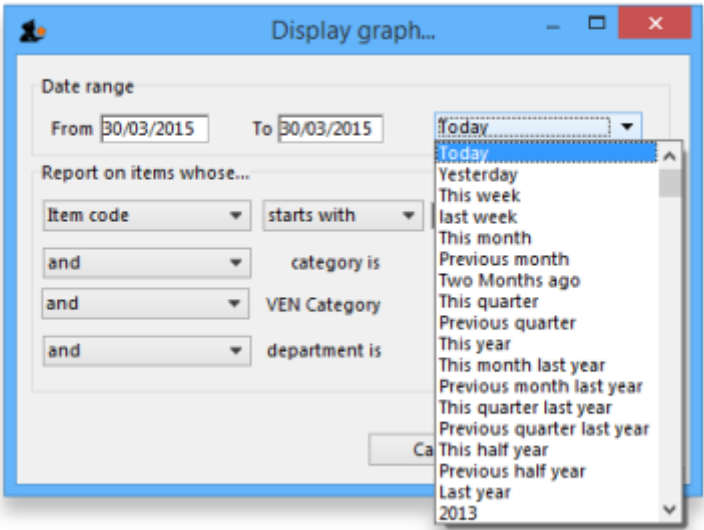 Display graph...
Date range
From 30/03/2015 To 30/03/2015 Today
Report on items whose...
Item code starts with
and category is
and VEN Category
and department is
Today
Yesterday
This week
last week
This month
Previous month
Two Months ago
This quarter
Previous quarter
This year
This month last year
Previous month last year
This quarter last year
Previous quarter last year
This half year
Previous half year
Last year
2013